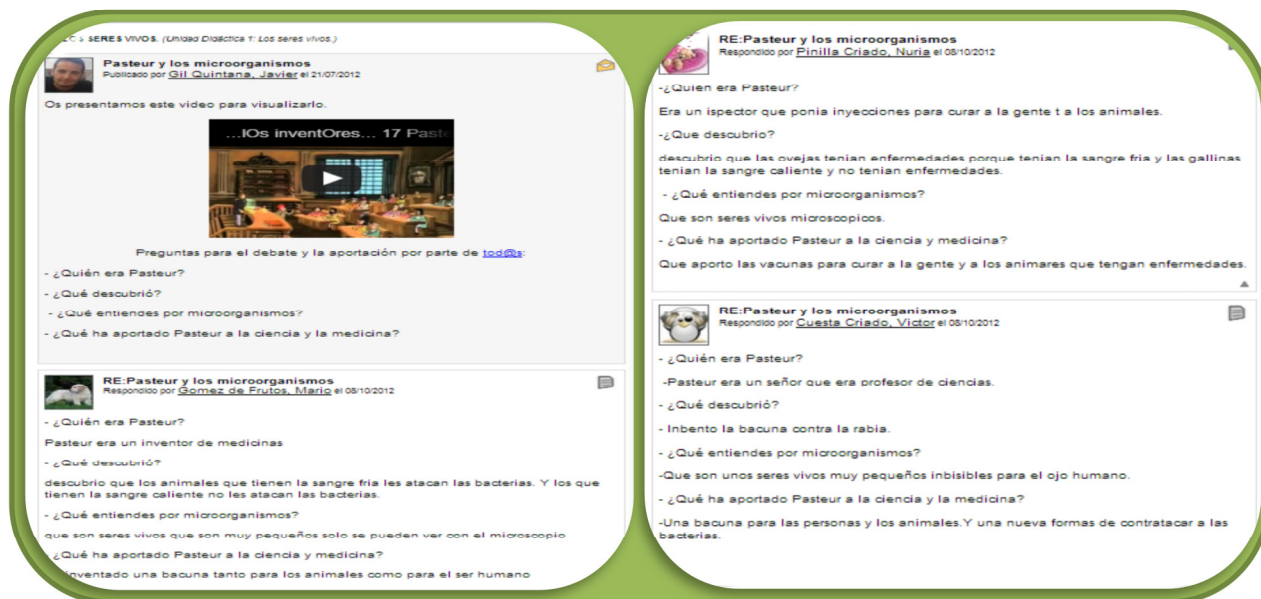 SERES VIVOS. (Unidad Didáctica 1: Los seres vivos.)
Pasteur y los microorganismos
Publicado por Gil Quintana, Javier el 21/07/2012
Os presentamos este video para visualizarlo.
...lOs inventOres... 17 Paste
Preguntas para el debate y la aportación por parte de tod@s:
- ¿Quién era Pasteur?
- ¿Qué descubrió?
- ¿Qué entiendes por microorganismos?
- ¿Qué ha aportado Pasteur a la ciencia y la medicina?
RE:Pasteur y los microorganismos
Respondido por Gomez de Frutos, Mario el 08/10/2012
- ¿Quién era Pasteur?
Pasteur era un inventor de medicinas
- ¿Qué descubrió?
descubrio que los animales que tienen la sangre fria les atacan las bacterias. Y los que
tienen la sangre caliente no les atacan las bacterias.
- ¿Qué entiendes por microorganismos?
que son seres vivos que son muy pequeños solo se pueden ver con el microscopio
¿Qué ha aportado Pasteur a la ciencia y medicina?
inventado una bacuna tanto para los animales como para el ser humano
RE:Pasteur y los microorganismos
Respondido por Pinilla Criado, Nuria el 08/10/2012
-¿Quien era Pasteur?
Era un ispector que ponia inyecciones para curar a la gente t a los animales.
-¿Que descubrio?
descubrio que las ovejas tenian enfermedades porque tenian la sangre fria y las gallinas
tenian la sangre caliente y no tenian enfermedades.
- ¿Qué entiendes por microorganismos?
Que son seres vivos microscopicos.
- ¿Qué ha aportado Pasteur a la ciencia y medicina?
Que aporto las vacunas para curar a la gente y a los animares que tengan enfermedades.
RE:Pasteur y los microorganismos
Respondido por Cuesta Criado, Victor el 08/10/2012
- ¿Quién era Pasteur?
-Pasteur era un señor que era profesor de ciencias.
- ¿Qué descubrió?
- Inbento la bacuna contra la rabia.
- ¿Qué entiendes por microorganismos?
-Que son unos seres vivos muy pequeños inbisibles para el ojo humano.
- ¿Qué ha aportado Pasteur a la ciencia y la medicina?
-Una bacuna para las personas y los animales.Y una nueva formas de contratacar a las
bacterias.